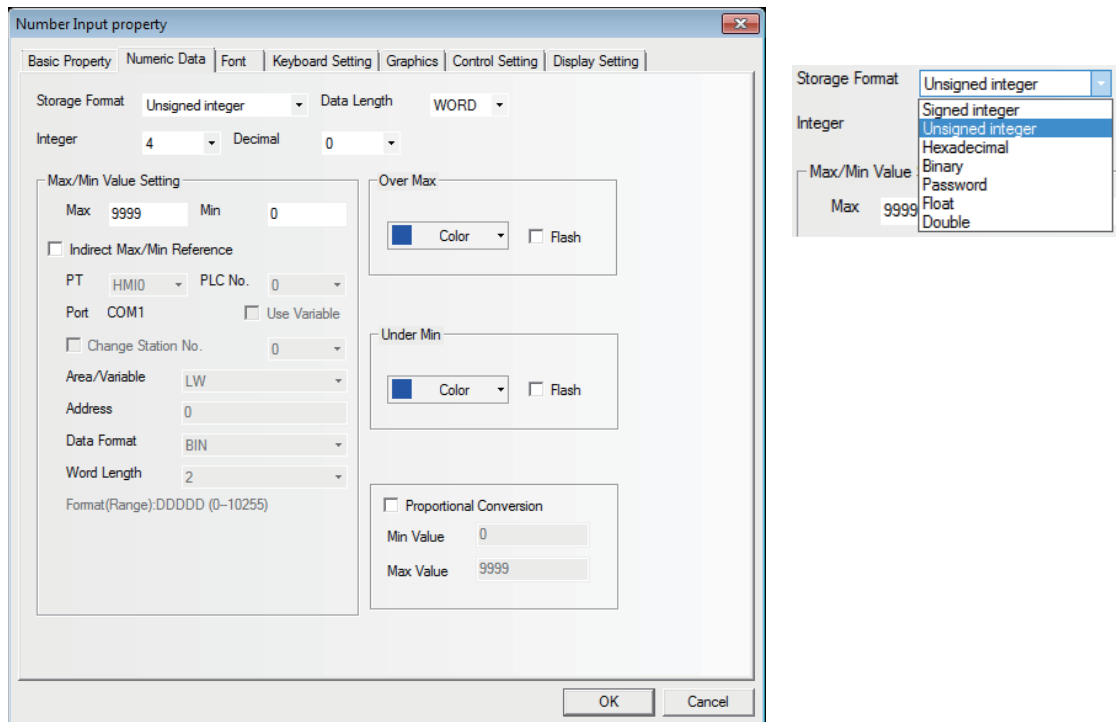 Number Input property
Basic Property Numeric Data Font Keyboard Setting Graphics Control Setting Display Setting
Storage Format Unsigned integer Data Length WORD
Integer 4 Decimal 0
Max/Min Value Setting
Max 9999 Min 0
Indirect Max/Min Reference
PT HMI0 PLC No. 0
Port COM1 Use Variable
Change Station No. 0
Area/Variable LW
Address 0
Data Format BIN
Word Length 2
Format(Range):DDDDD (0~10255)
Over Max
Color Flash
Under Min
Color Flash
Proportional Conversion
Min Value 0
Max Value 9999
OK Cancel
Storage Format Unsigned integer
Integer
Max/Min Value
Max 9999
Signed integer
Unsigned integer
Hexadecimal
Binary
Password
Float
Double